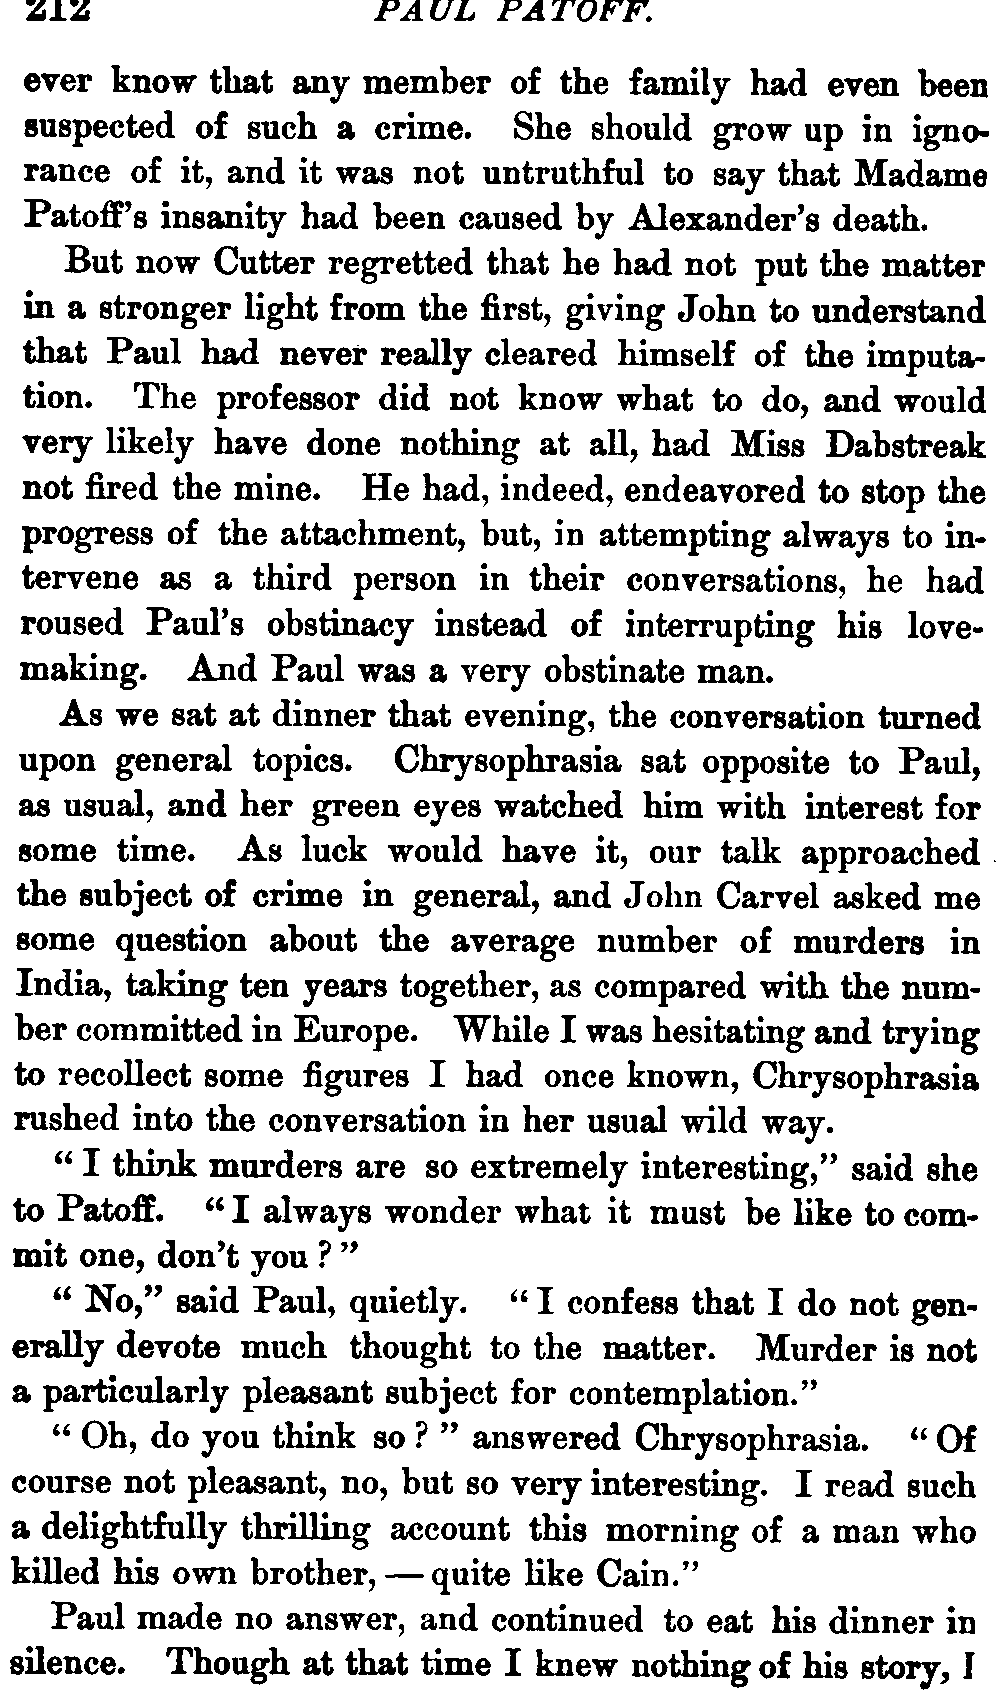 212 PAUL PATOFF.
ever know that any member of the family had even been
suspected of such a crime. She should grow up in igno-
rance of it, and it was not untruthful to say that Madame
Patoff's insanity had been caused by Alexander's death.
But now Cutter regretted that he had not put the matter
in a stronger light from the first, giving John to understand
that Paul had never really cleared himself of the imputa-
tion. The professor did not know what to do, and would
very likely have done nothing at all, had Miss Dabstreak
not fired the mine. He had, indeed, endeavored to stop the
progress of the attachment, but, in attempting always to in-
tervene as a third person in their conversations, he had
roused Paul's obstinacy instead of interrupting his love-
making. And Paul was a very obstinate man.
As we sat at dinner that evening, the conversation turned
upon general topics. Chrysophrasia sat opposite to Paul,
as usual, and her green eyes watched him with interest for
some time. As luck would have it, our talk approached
the subject of crime in general, and John Carvel asked me
some question about the average number of murders in
India, taking ten years together, as compared with the num-
ber committed in Europe. While I was hesitating and trying
to recollect some figures I had once known, Chrysophrasia
rushed into the conversation in her usual wild way.
"I think murders are so extremely interesting," said she
to Patoff. "I always wonder what it must be like to com-
mit one, don't you?"
"No," said Paul, quietly. "I confess that I do not gen-
erally devote much thought to the matter. Murder is not
a particularly pleasant subject for contemplation."
"Oh, do you think so?" answered Chrysophrasia. "Of
course not pleasant, no, but so very interesting. I read such
a delightfully thrilling account this morning of a man who
killed his own brother, — quite like Cain."
Paul made no answer, and continued to eat his dinner in
silence. Though at that time I knew nothing of his story, I